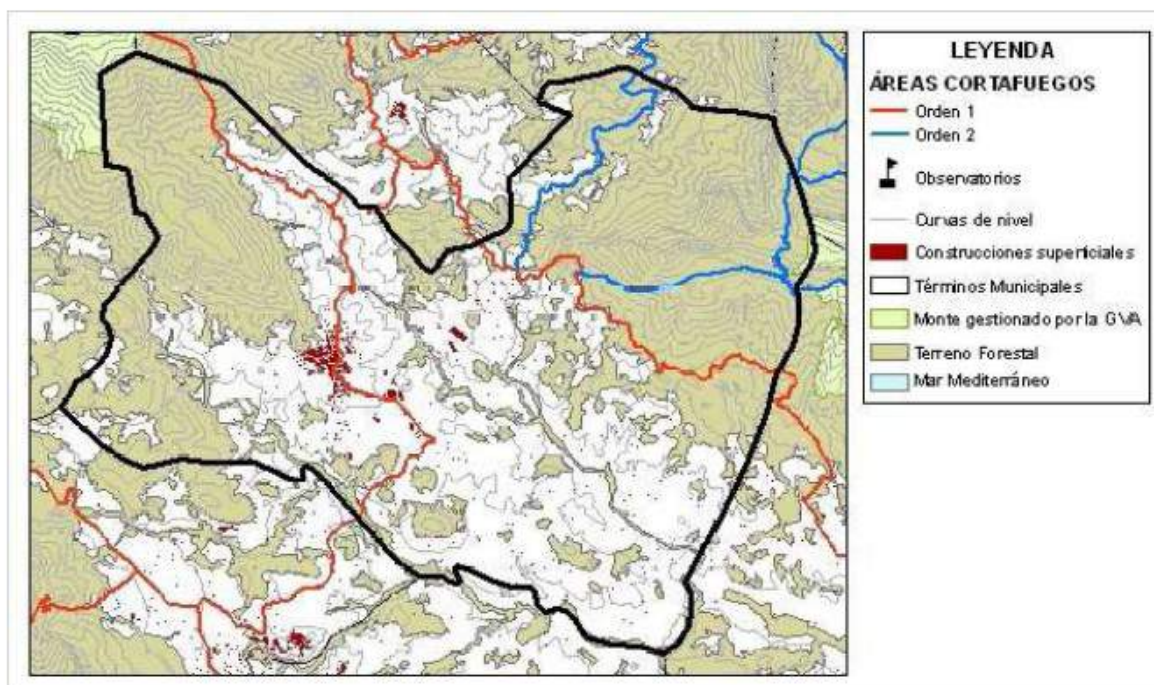 LEYENDA
ÁREAS CORTAFUEGOS
Orden 1
Orden 2
Observatorios
Curvas de nivel
Construcciones superficiales
Términos Municipales
Monte gestionado por la GVA
Terreno Forestal
Mar Mediterráneo